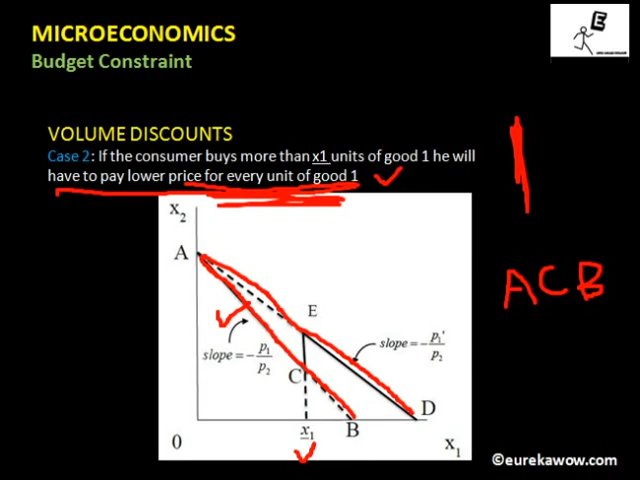 MICROECONOMICS
Budget Constraint
E
VOLUME DISCOUNTS
Case 2: If the consumer buys more than x1 units of good 1 he will
have to pay lower price for every unit of good 1
x₂
A
E
slope = -p₁/p₂
slope = -p₁'/p₂
C
D
0
x₁
B
x₁
ACB
©eurekawow.com